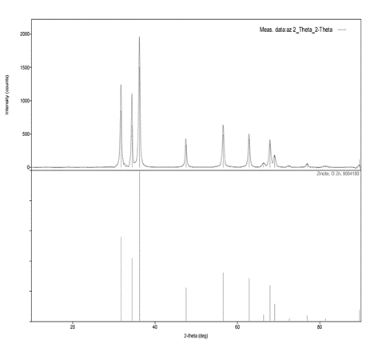 Meas. data:az 2_Theta_2-Theta
2000
1500
1000
500
0
Intensity (counts)
Zincite, O Zn, 9004180
20
40
60
80
2-theta (deg)